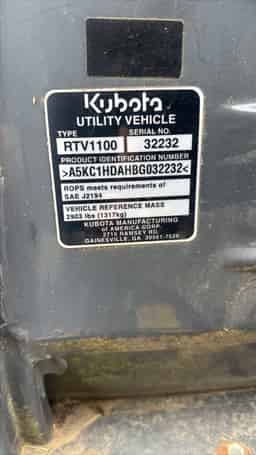 Kubota
UTILITY VEHICLE
TYPE SERIAL NO.
RTV1100 32232
PRODUCT IDENTIFICATION NUMBER
>A5KC1HDAHBG032232<
ROPS meets requirements of
SAE J2194
VEHICLE REFERENCE MASS
2903 lbs (1317kg)
KUBOTA MANUFACTURING
of AMERICA CORP.
2715 RAMSEY RD.
GAINESVILLE, GA. 30501-7526